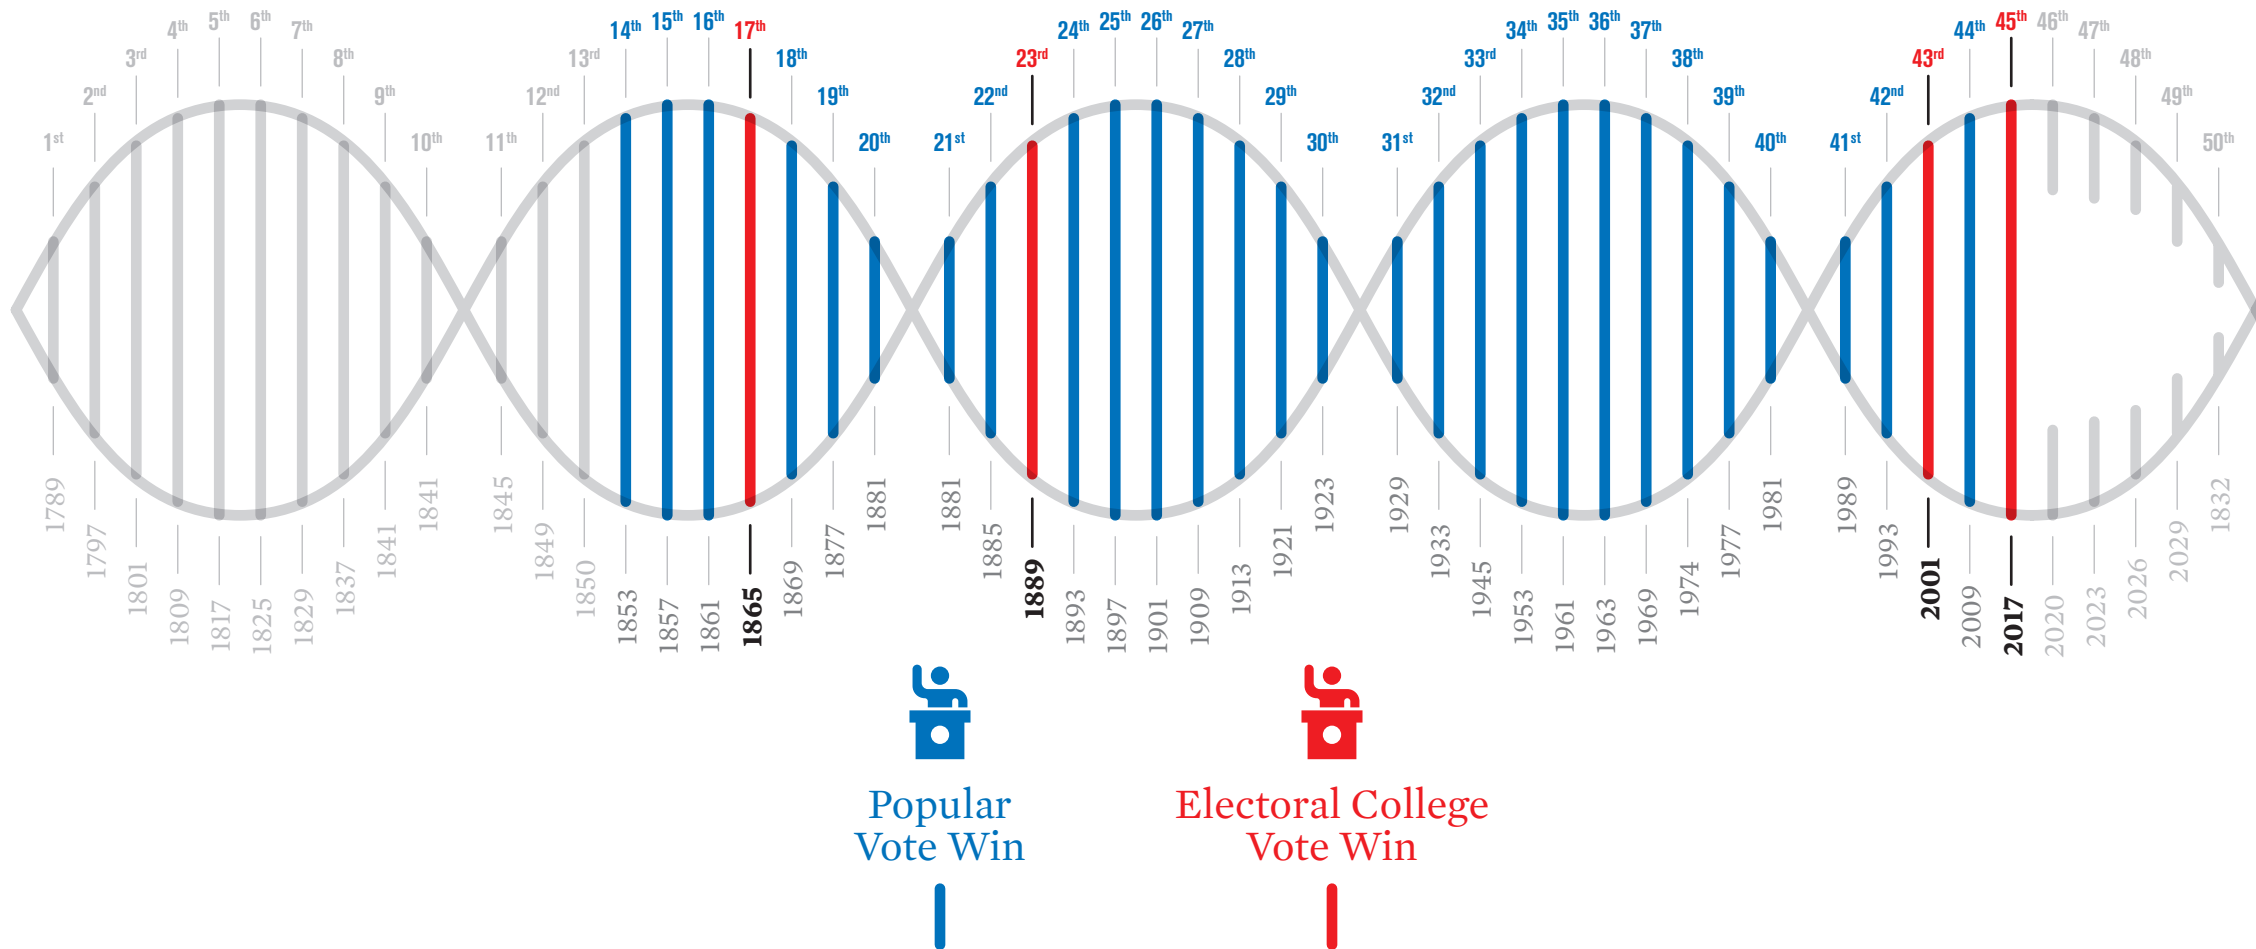 1st
2nd
3rd
4th
5th
6th
7th
8th
9th
10th
11th
12th
13rd
14th
15th
16th
17th
18th
19th
20th
21st
22nd
23rd
24th
25th
26th
27th
28th
29th
30th
31st
32nd
33rd
34th
35th
36th
37th
38th
39th
40th
41st
42nd
43rd
44th
45th
46th
47th
48th
49th
50th
1789
1797
1801
1809
1817
1825
1829
1837
1841
1841
1845
1849
1850
1853
1857
1861
1865
1869
1877
1881
1881
1885
1889
1893
1897
1901
1909
1913
1921
1923
1929
1933
1945
1953
1961
1963
1969
1974
1977
1981
1989
1993
2001
2009
2017
2020
2023
2026
2029
1832
Popular
Vote Win
Electoral College
Vote Win